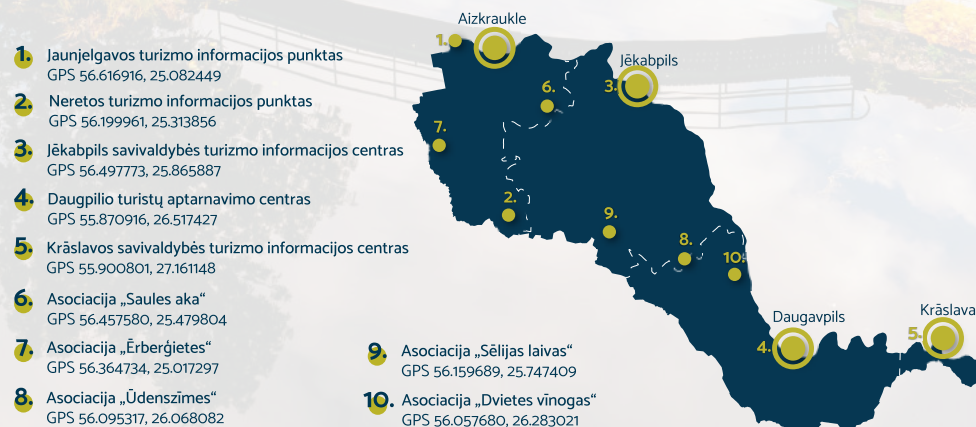 1. Jaunjelgavos turizmo informacijos punktas
GPS 56.616916, 25.082449
2. Neretos turizmo informacijos punktas
GPS 56.199961, 25.313856
3. Jēkabpils savivaldybės turizmo informacijos centras
GPS 56.497773, 25.865887
4. Daugpilio turistų aptarnavimo centras
GPS 55.870916, 26.517427
5. Krāslavos savivaldybės turizmo informacijos centras
GPS 55.900801, 27.161148
6. Asociacija „Saules aka“
GPS 56.457580, 25.479804
7. Asociacija „Ērberģietes“
GPS 56.364734, 25.017297
8. Asociacija „Ūdenszīmes“
GPS 56.095317, 26.068082
9. Asociacija „Sēlijas laivas“
GPS 56.159689, 25.747409
10. Asociacija „Dvietes vīnogas“
GPS 56.057680, 26.283021
Aizkraukle
1.
Jēkabpils
3.
6.
7.
2.
9.
8.
10.
Daugavpils
4.
Krāslava
5.